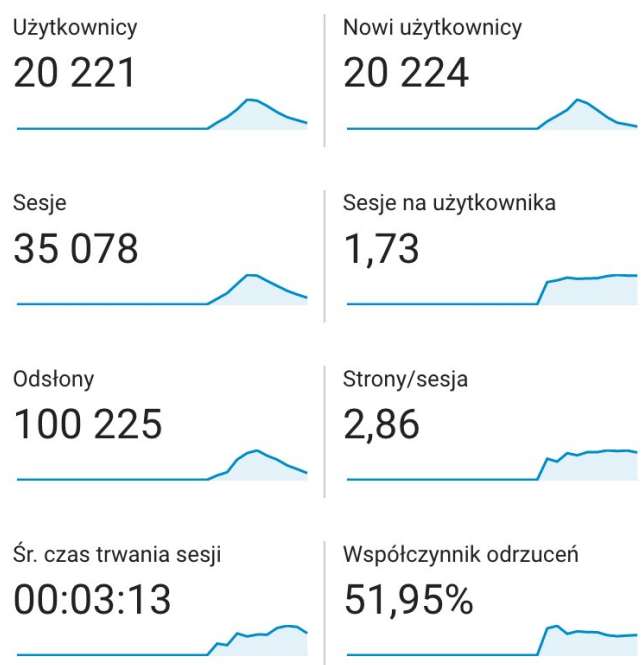 Użytkownicy
20 221
Nowi użytkownicy
20 224
Sesje
35 078
Sesje na użytkownika
1,73
Odsłony
100 225
Strony/sesja
2,86
Śr. czas trwania sesji
00:03:13
Współczynnik odrzuceń
51,95%